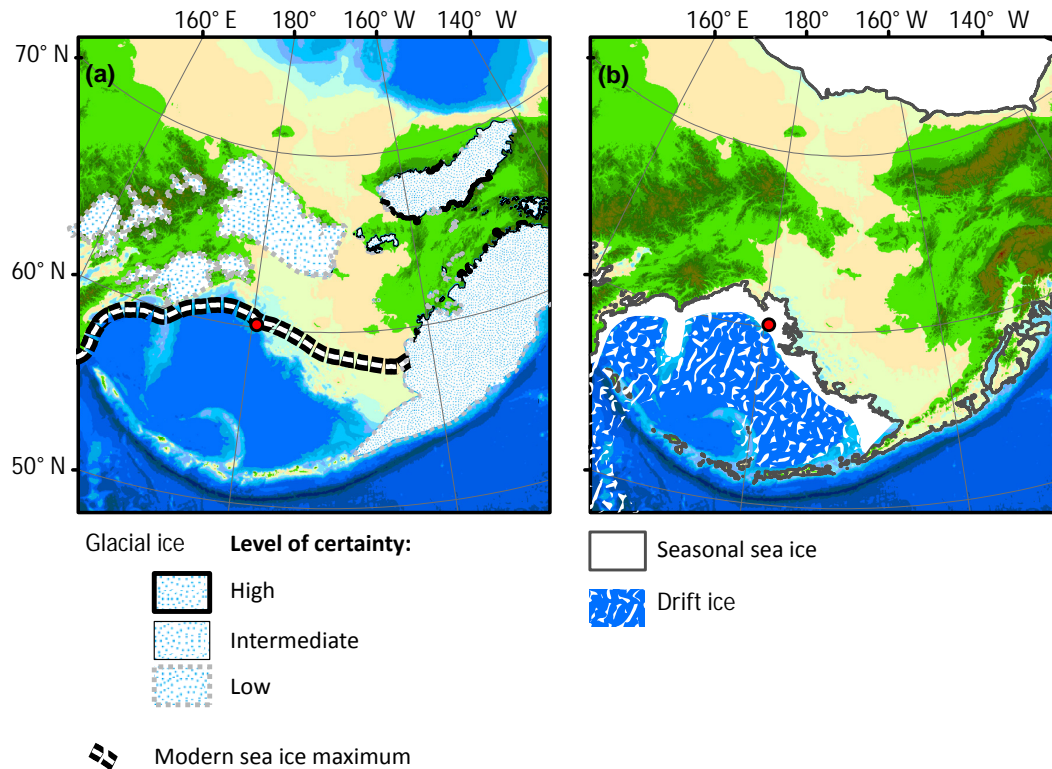 160° E 180° 160° W 140° W
160° E 180° 160° W 140° W
70° N
(a)
(b)
60° N
50° N
Glacial ice Level of certainty:
High
Intermediate
Low
Modern sea ice maximum
Seasonal sea ice
Drift ice